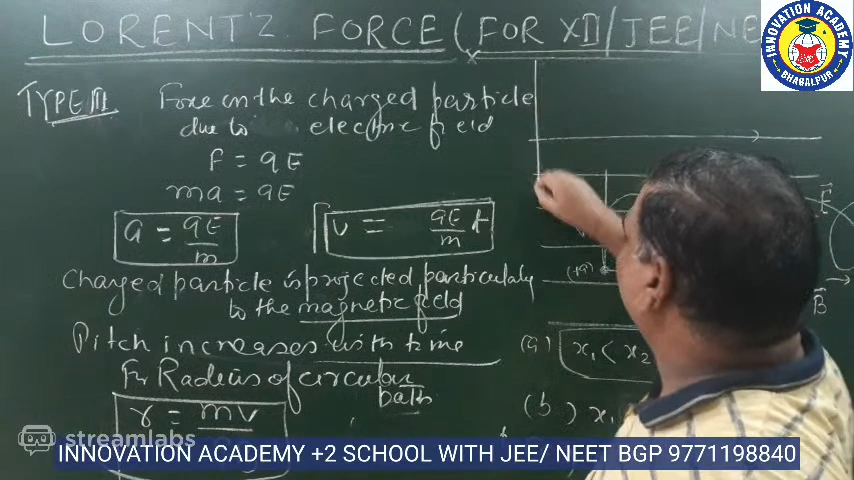 LORENT'Z FORCE (FOR XII/JEE/NE
INNOVATION ACADEMY
BHAGALPUR
TYPE III
Force on the charged particle
due to electric field
F = qE
ma = qE
a = qE/m
v = qE/m t
Charged particle is projected particularly
to the magnetic field
Pitch increases with time
For Radius of circular
path
r = mv
E
B
(+q)
(a) x₁ < x₂
(b) x₁
streamlabs
INNOVATION ACADEMY +2 SCHOOL WITH JEE/ NEET BGP 9771198840